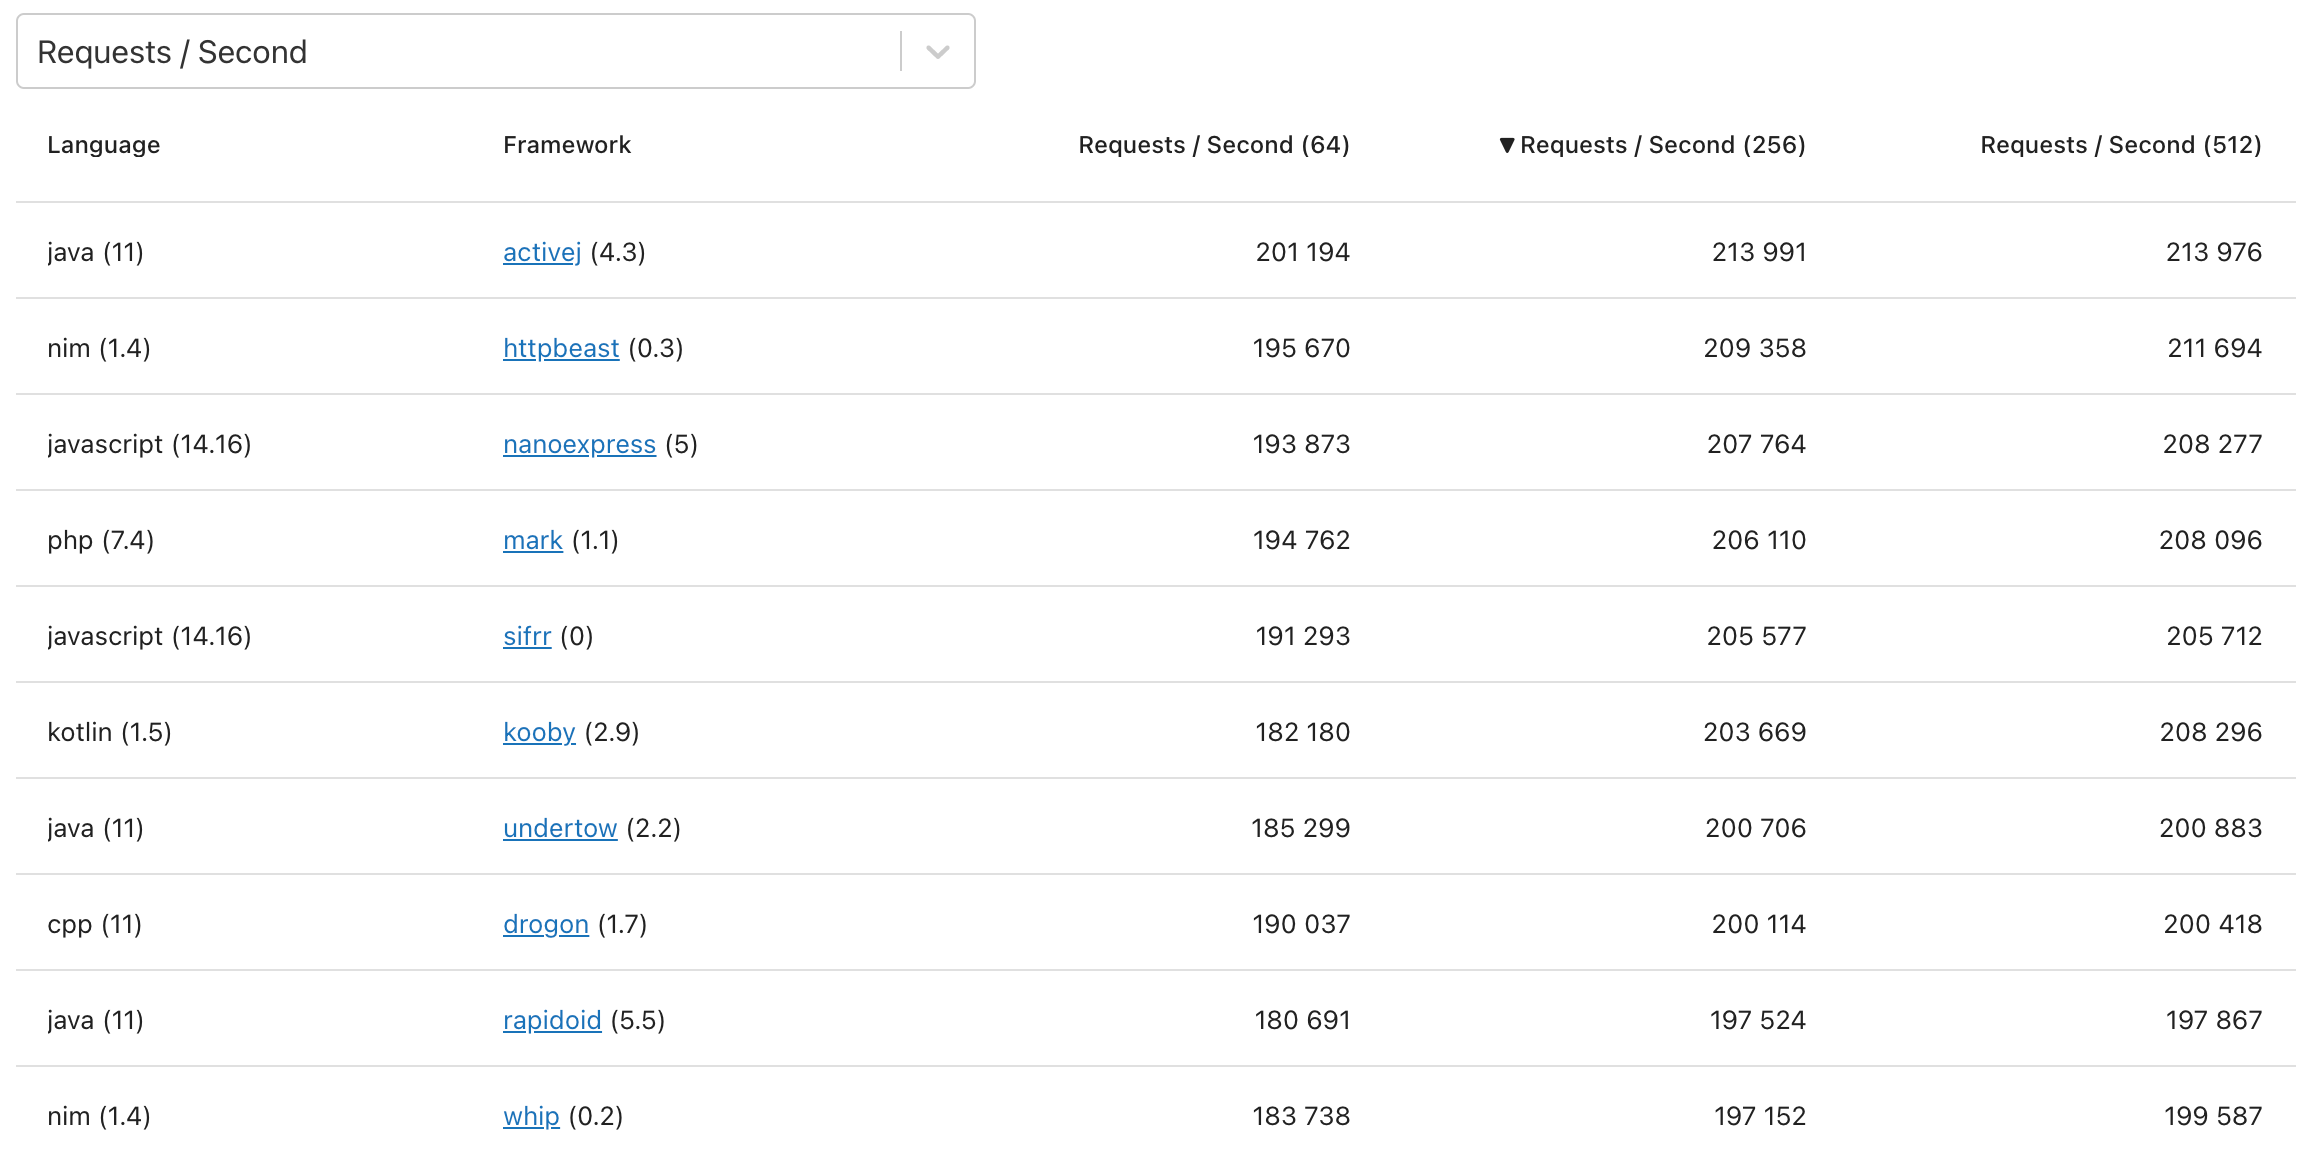 Requests / Second
Language Framework Requests / Second (64) ▼Requests / Second (256) Requests / Second (512)
java (11) activej (4.3) 201 194 213 991 213 976
nim (1.4) httpbeast (0.3) 195 670 209 358 211 694
javascript (14.16) nanoexpress (5) 193 873 207 764 208 277
php (7.4) mark (1.1) 194 762 206 110 208 096
javascript (14.16) sifrr (0) 191 293 205 577 205 712
kotlin (1.5) kooby (2.9) 182 180 203 669 208 296
java (11) undertow (2.2) 185 299 200 706 200 883
cpp (11) drogon (1.7) 190 037 200 114 200 418
java (11) rapidoid (5.5) 180 691 197 524 197 867
nim (1.4) whip (0.2) 183 738 197 152 199 587